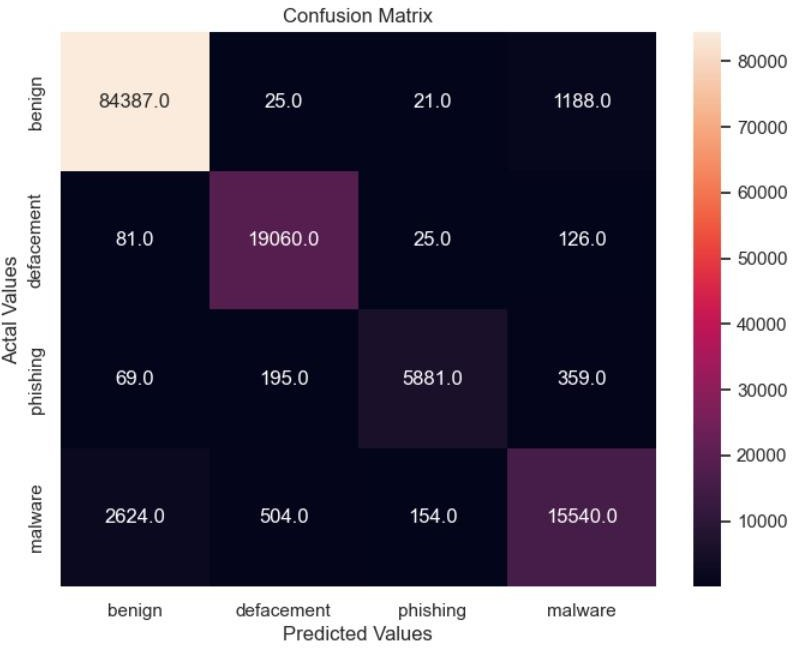 Confusion Matrix
benign 84387.0 25.0 21.0 1188.0
defacement 81.0 19060.0 25.0 126.0
phishing 69.0 195.0 5881.0 359.0
malware 2624.0 504.0 154.0 15540.0
benign defacement phishing malware
Predicted Values
Actal Values
80000
70000
60000
50000
40000
30000
20000
10000